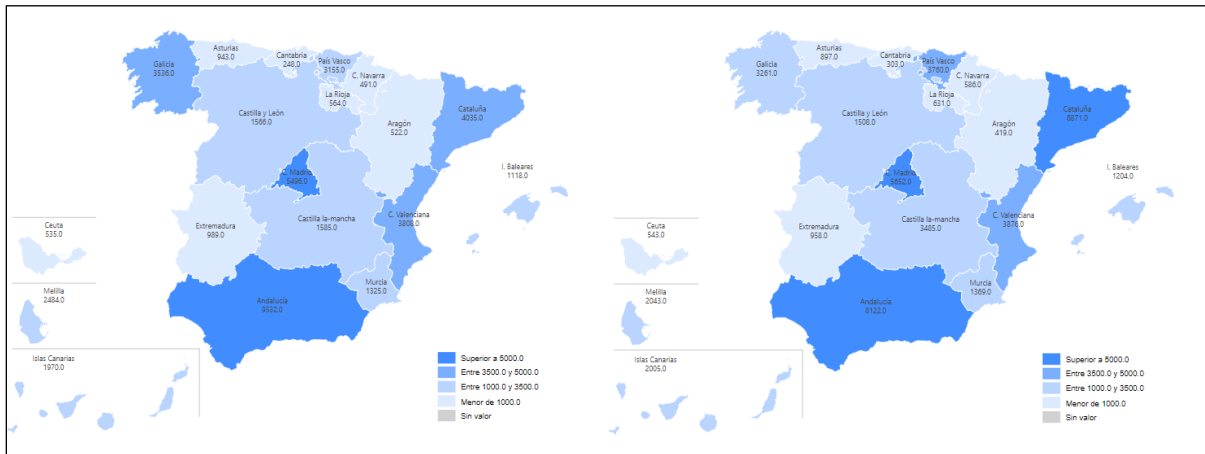 Asturias
943.0
Cantabria
248.0
País Vasco
3155.0
Galicia
3536.0
C. Navarra
491.0
La Rioja
564.0
Cataluña
4035.0
Castilla y León
1566.0
Aragón
522.0
I. Baleares
1118.0
C. Madrid
5496.0
Castilla la-mancha
1585.0
C. Valenciana
3808.0
Extremadura
989.0
Ceuta
535.0
Murcia
1325.0
Melilla
2484.0
Andalucía
9532.0
Islas Canarias
1970.0
Superior a 5000.0
Entre 3500.0 y 5000.0
Entre 1000.0 y 3500.0
Menor de 1000.0
Sin valor
Asturias
897.0
Cantabria
303.0
País Vasco
3760.0
Galicia
3261.0
C. Navarra
586.0
La Rioja
631.0
Cataluña
6871.0
Castilla y León
1508.0
Aragón
419.0
I. Baleares
1204.0
C. Madrid
5652.0
Castilla la-mancha
3485.0
C. Valenciana
3876.0
Extremadura
958.0
Ceuta
543.0
Murcia
1369.0
Melilla
2043.0
Andalucía
8122.0
Islas Canarias
2005.0
Superior a 5000.0
Entre 3500.0 y 5000.0
Entre 1000.0 y 3500.0
Menor de 1000.0
Sin valor